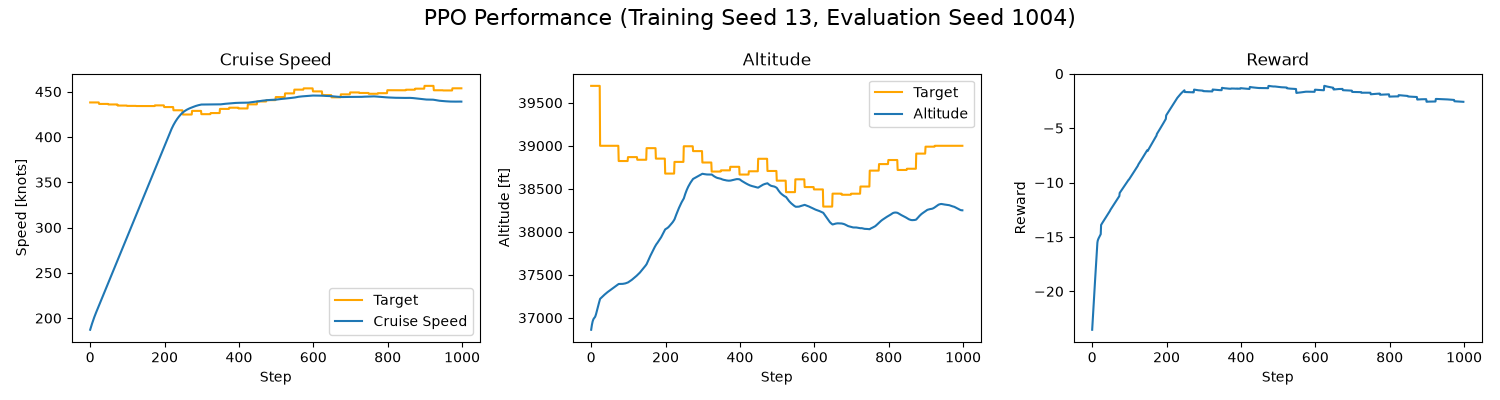 PPO Performance (Training Seed 13, Evaluation Seed 1004)
Cruise Speed
Speed [knots]
450
400
350
300
250
200
0 200 400 600 800 1000
Step
Target
Cruise Speed
Altitude
Altitude [ft]
39500
39000
38500
38000
37500
37000
0 200 400 600 800 1000
Step
Target
Altitude
Reward
Reward
0
−5
−10
−15
−20
0 200 400 600 800 1000
Step